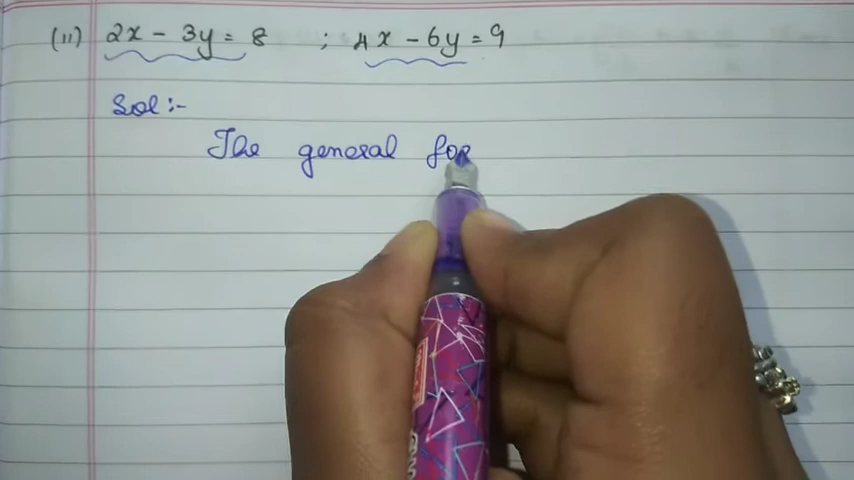 (ii) 2x - 3y = 8 ; 4x - 6y = 9
Sol :-
The general for